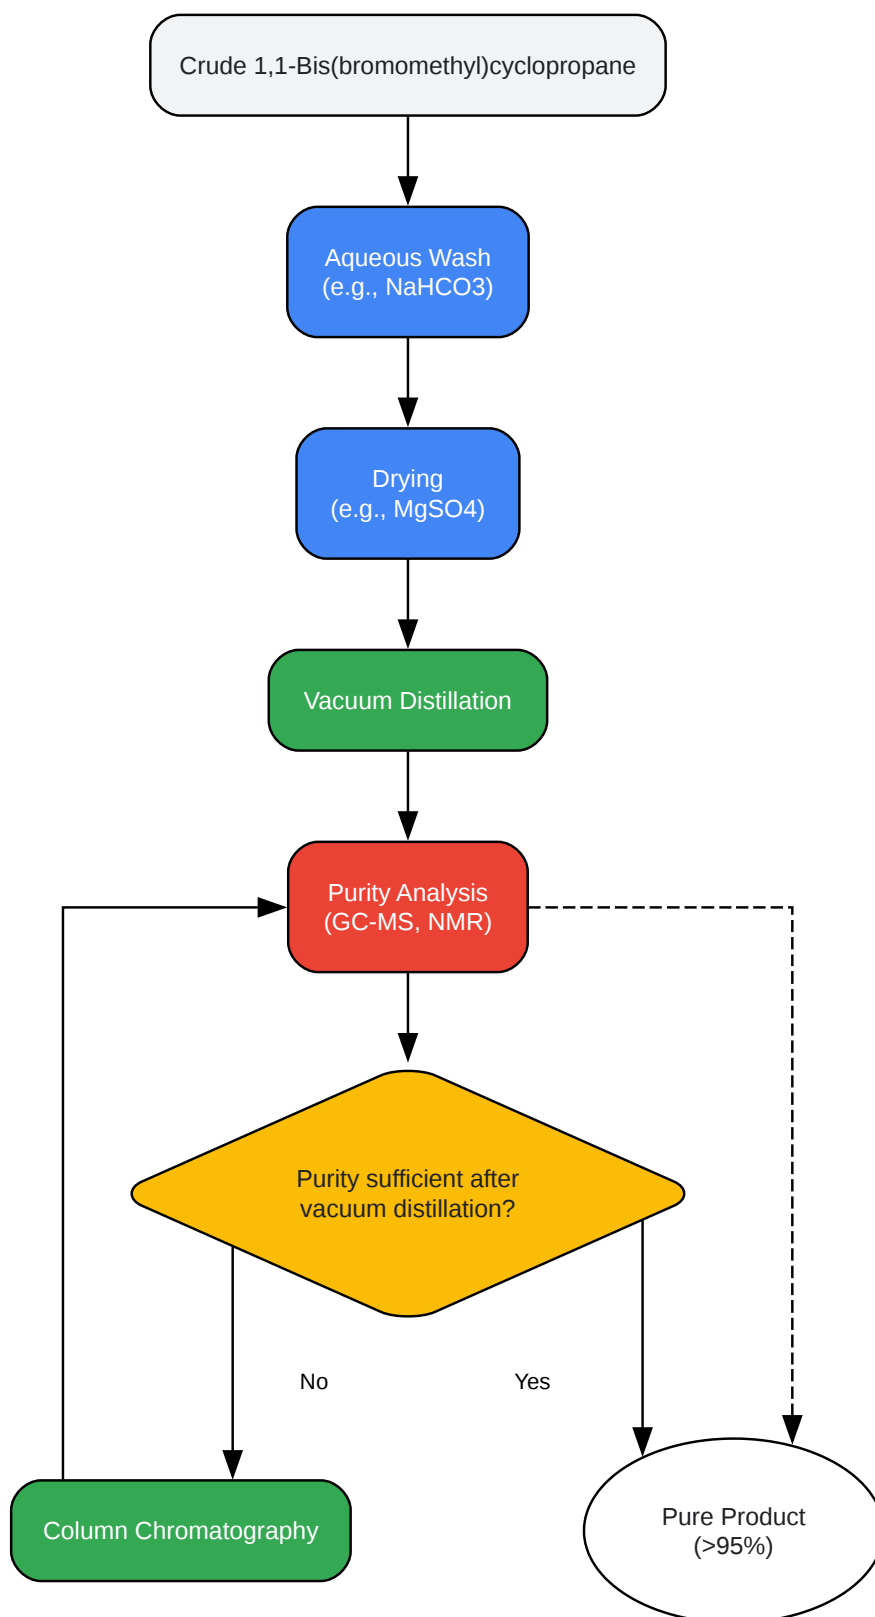 Crude 1,1-Bis(bromomethyl)cyclopropane
Aqueous Wash
(e.g., NaHCO3)
Drying
(e.g., MgSO4)
Vacuum Distillation
Purity Analysis
(GC-MS, NMR)
Purity sufficient after
vacuum distillation?
No
Yes
Column Chromatography
Pure Product
(>95%)